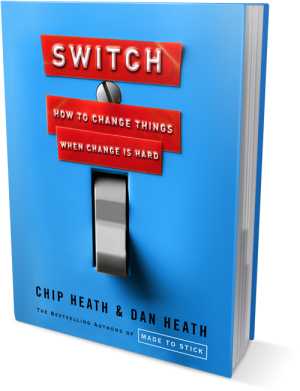 SWITCH
HOW TO CHANGE THINGS
WHEN CHANGE IS HARD
CHIP HEATH & DAN HEATH
THE BESTSELLING AUTHORS OF MADE TO STICK